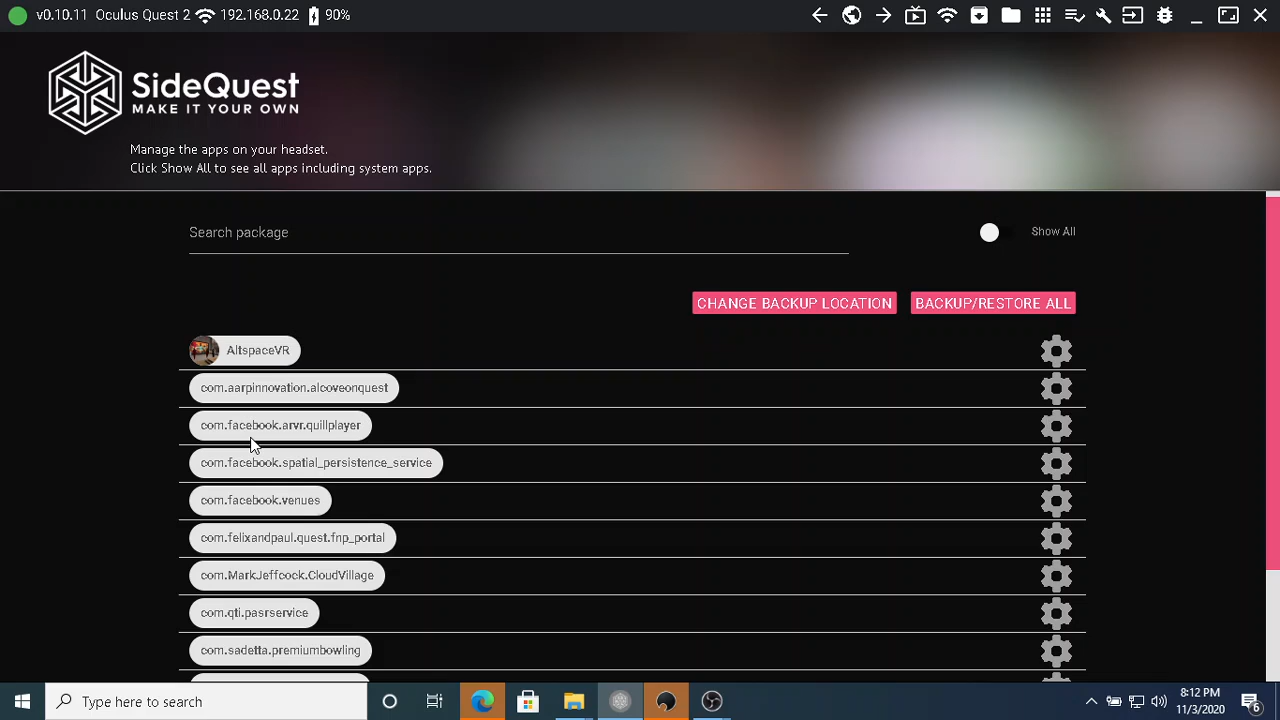 v0.10.11 Oculus Quest 2 192.168.0.22 90%
SideQuest
MAKE IT YOUR OWN
Manage the apps on your headset.
Click Show All to see all apps including system apps.
Search package
Show All
CHANGE BACKUP LOCATION BACKUP/RESTORE ALL
AltspaceVR
com.aarpinnovation.alcoveonquest
com.facebook.arvr.quillplayer
com.facebook.spatial_persistence_service
com.facebook.venues
com.felixandpaul.quest.fnp_portal
com.MarkJeffcock.CloudVillage
com.qti.pasrservice
com.sadetta.premiumbowling
Type here to search
8:12 PM
11/3/2020
6